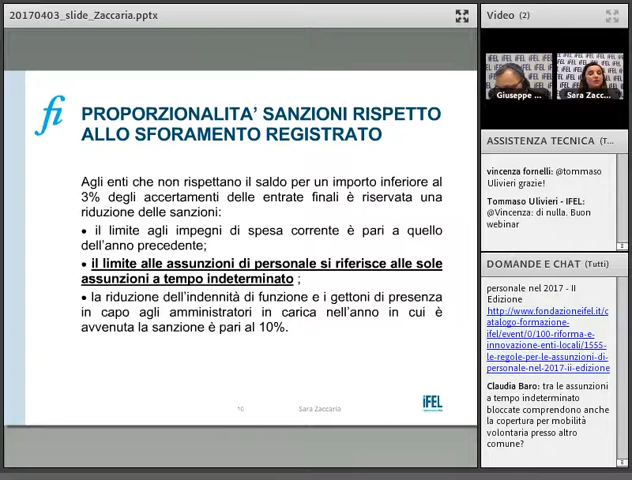 20170403_slide_Zaccaria.pptx
PROPORZIONALITA' SANZIONI RISPETTO
ALLO SFORAMENTO REGISTRATO
Agli enti che non rispettano il saldo per un importo inferiore al
3% degli accertamenti delle entrate finali è riservata una
riduzione delle sanzioni:
• il limite agli impegni di spesa corrente è pari a quello
dell'anno precedente;
• il limite alle assunzioni di personale si riferisce alle sole
assunzioni a tempo indeterminato ;
• la riduzione dell'indennità di funzione e i gettoni di presenza
in capo agli amministratori in carica nell'anno in cui è
avvenuta la sanzione è pari al 10%.
Sara Zaccaria
iFEL
Video (2)
Giuseppe ...
Sara Zacc...
ASSISTENZA TECNICA (T...
vincenza fornelli: @tommaso
Ulivieri grazie!
Tommaso Ulivieri - IFEL:
@Vincenza: di nulla. Buon
webinar
DOMANDE E CHAT (Tutti)
personale nel 2017 - II
Edizione
http://www.fondazioneifel.it/c
atalogo-formazione-
ifel/event/0/100-riforma-e-
innovazione-enti-locali/1555-
le-regole-per-le-assunzioni-di-
personale-nel-2017-ii-edizione
Claudia Baro: tra le assunzioni
a tempo indeterminato
bloccate comprendono anche
la copertura per mobilità
volontaria presso altro
comune?